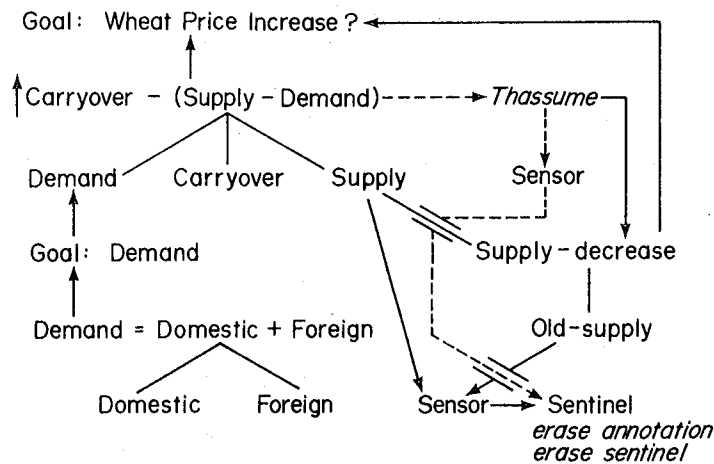 Goal: Wheat Price Increase?
Carryover - (Supply - Demand) Thassume
Demand Carryover Supply Sensor
Goal: Demand Supply - decrease
Demand = Domestic + Foreign Old-supply
Domestic Foreign Sensor Sentinel
erase annotation
erase sentinel